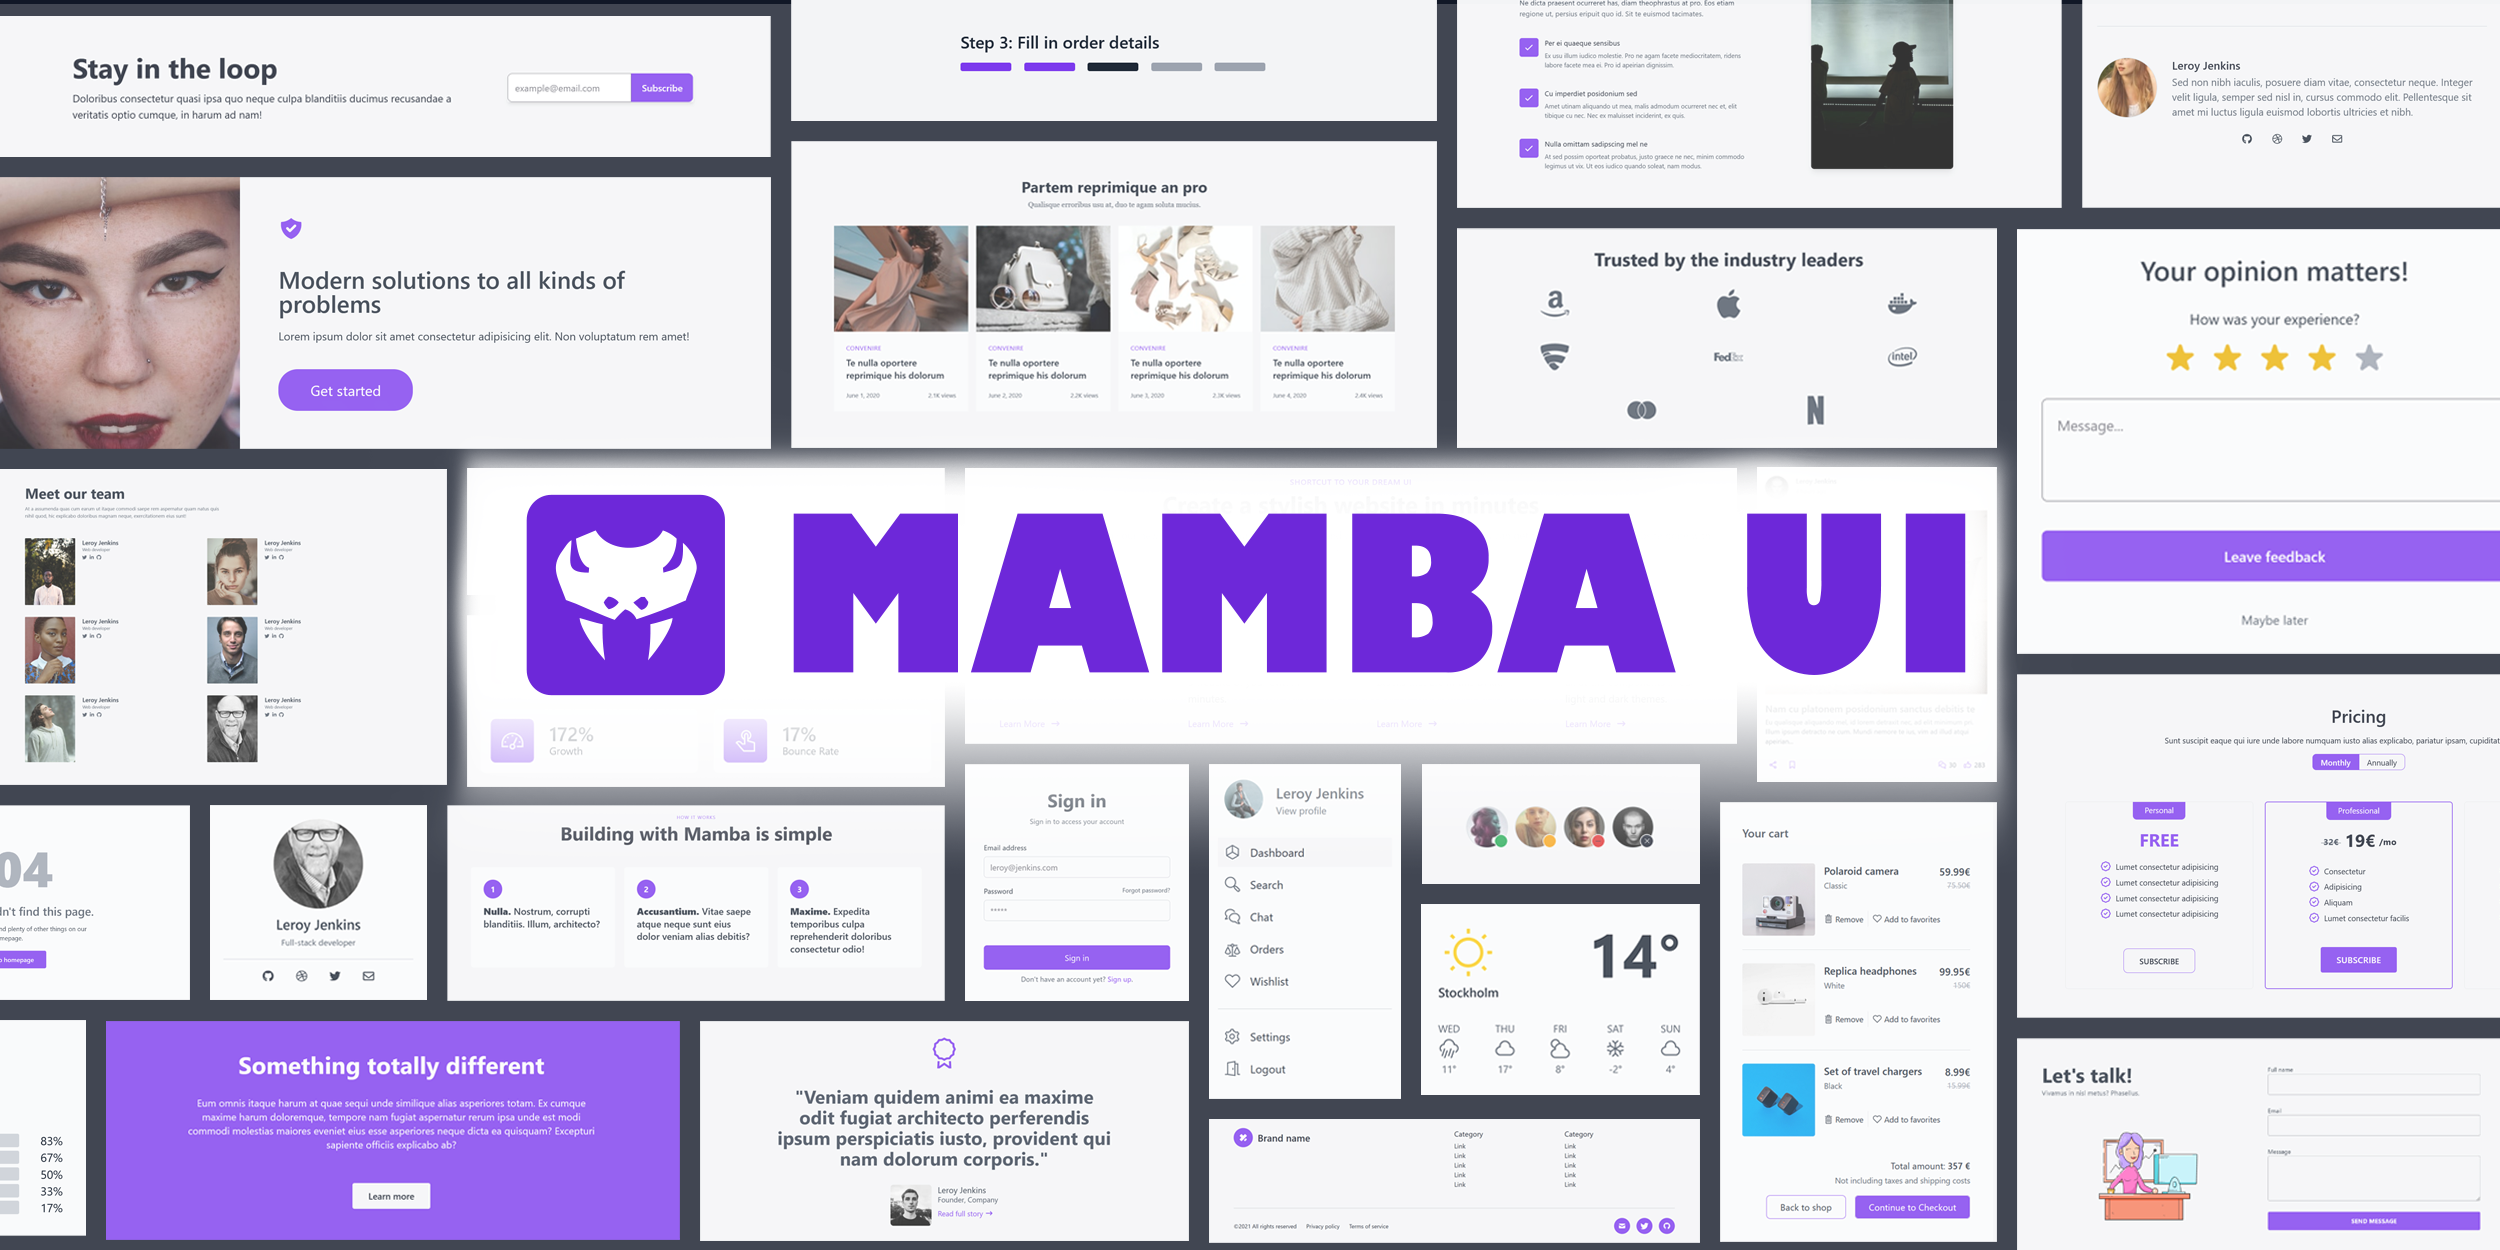 Stay in the loop
Doloribus consectetur quasi ipsa quo neque culpa blanditiis ducimus recusandae a
veritatis optio cumque, in harum ad nam!
example@email.com
Subscribe
Step 3: Fill in order details
Ne dicta praesent ocurreret has, diam theophrastus at pro. Eos etiam
regione ut, persius eripuit quo id. Sit te euismod tacimates.
Per ei quaeque sensibus
Ex usu illum iudico molestie. Pro ne agam facete mediocritatem, ridens
labore facete mea ei. Pro id apeirian dignissim.
Cu imperdiet posidonium sed
Amet utinam aliquando ut mea, malis admodum ocurreret nec et, elit
tibique cu nec. Nec ex maluisset inciderint, ex quis.
Nulla omittam sadipscing mel ne
At sed possim oporteat probatus, justo graece ne nec, minim commodo
legimus ut vix. Ut eos iudico quando soleat, nam modus.
Leroy Jenkins
Sed non nibh iaculis, posuere diam vitae, consectetur neque. Integer
velit ligula, semper sed nisl in, cursus commodo elit. Pellentesque sit
amet mi luctus ligula euismod lobortis ultricies et nibh.
Modern solutions to all kinds of
problems
Lorem ipsum dolor sit amet consectetur adipisicing elit. Non voluptatum rem amet!
Get started
Partem reprimique an pro
Qualisque erroribus usu at, duo te agam soluta mucius.
CONVENIRE
Te nulla oportere
reprimique his dolorum
June 1, 2020
2.1K views
CONVENIRE
Te nulla oportere
reprimique his dolorum
June 2, 2020
2.2K views
CONVENIRE
Te nulla oportere
reprimique his dolorum
June 3, 2020
2.3K views
CONVENIRE
Te nulla oportere
reprimique his dolorum
June 4, 2020
2.4K views
Trusted by the industry leaders
a
FedEx
intel
N
Your opinion matters!
How was your experience?
Message...
Leave feedback
Maybe later
Meet our team
Leroy Jenkins
Web developer
Leroy Jenkins
Web developer
Leroy Jenkins
Web developer
Leroy Jenkins
Web developer
Leroy Jenkins
Web developer
Leroy Jenkins
Web developer
SHORTCUT TO YOUR DREAM UI
Create a stylish website in minutes
MAMBA UI
172%
Growth
17%
Bounce Rate
Learn More →
Learn More →
Learn More →
Learn More →
Nam cu platonem posidonium sanctus debitis te
30
283
Pricing
Sunt suscipit eaque qui iure unde labore numquam iusto alias explicabo, pariatur ipsam, cupiditat
Monthly
Annually
Personal
FREE
Lumet consectetur adipisicing
Lumet consectetur adipisicing
Lumet consectetur adipisicing
Lumet consectetur adipisicing
SUBSCRIBE
Professional
32€ 19€ /mo
Consectetur
Adipisicing
Aliquam
Lumet consectetur facilis
SUBSCRIBE
04
dn't find this page.
nd plenty of other things on our
mepage.
o homepage
Leroy Jenkins
Full-stack developer
HOW IT WORKS
Building with Mamba is simple
1
Nulla. Nostrum, corrupti
blanditiis. Illum, architecto?
2
Accusantium. Vitae saepe
atque neque sunt eius
dolor veniam alias debitis?
3
Maxime. Expedita
temporibus culpa
reprehenderit doloribus
consectetur odio!
Sign in
Sign in to access your account
Email address
leroy@jenkins.com
Password
Forgot password?
*****
Sign in
Don't have an account yet? Sign up.
Leroy Jenkins
View profile
Dashboard
Search
Chat
Orders
Wishlist
Settings
Logout
14°
Stockholm
WED THU FRI SAT SUN
11° 17° 8° -2° 4°
Your cart
Polaroid camera
59.99€
Classic
75.50€
Remove
Add to favorites
Replica headphones
99.95€
White
150€
Remove
Add to favorites
Set of travel chargers
8.99€
Black
15.99€
Remove
Add to favorites
Total amount: 357 €
Not including taxes and shipping costs
Back to shop
Continue to Checkout
83%
67%
50%
33%
17%
Something totally different
Eum omnis itaque harum at quae sequi unde similique alias asperiores totam. Ex cumque
maxime harum doloremque, tempore nam fugiat aspernatur rerum ipsa unde est modi
commodi molestias maiores eveniet eius esse asperiores neque dicta ea quisquam? Excepturi
sapiente officiis explicabo ab?
Learn more
"Veniam quidem animi ea maxime
odit fugiat architecto perferendis
ipsum perspiciatis iusto, provident qui
nam dolorum corporis."
Leroy Jenkins
Founder, Company
Read full story →
Brand name
Category
Link
Link
Link
Link
Link
Category
Link
Link
Link
Link
Link
©2021 All rights reserved
Privacy policy
Terms of service
Let's talk!
Vivamus in nisl metus? Phasellus.
Full name
Email
Message
SEND MESSAGE